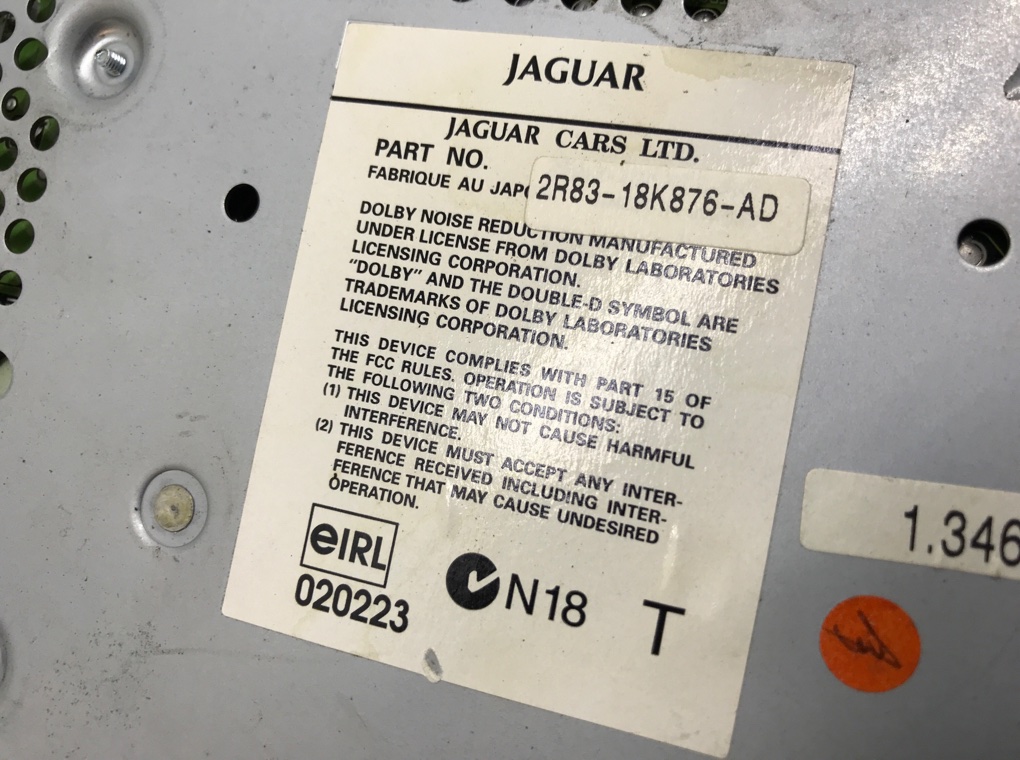 JAGUAR
JAGUAR CARS LTD.
PART NO.
2R83-18K876-AD
FABRIQUE AU JAP
DOLBY NOISE REDUCTION MANUFACTURED
UNDER LICENSE FROM DOLBY LABORATORIES
LICENSING CORPORATION.
"DOLBY" AND THE DOUBLE-D SYMBOL ARE
TRADEMARKS OF DOLBY LABORATORIES
LICENSING CORPORATION.
THIS DEVICE COMPLIES WITH PART 15 OF
THE FCC RULES. OPERATION IS SUBJECT TO
THE FOLLOWING TWO CONDITIONS:
(1) THIS DEVICE MAY NOT CAUSE HARMFUL
INTERFERENCE.
(2) THIS DEVICE MUST ACCEPT ANY INTER-
FERENCE RECEIVED INCLUDING INTER-
FERENCE THAT MAY CAUSE UNDESIRED
OPERATION.
eIRL
020223
N18
T
1.346